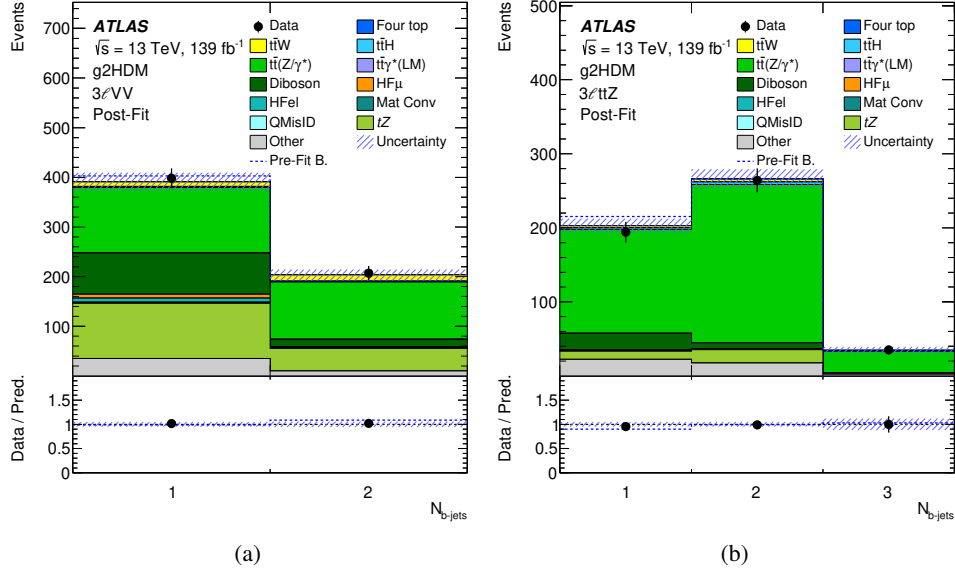 Events
700
600
500
400
300
200
100
ATLAS
√s = 13 TeV, 139 fb⁻¹
g2HDM
3ℓVV
Post-Fit
Data
Four top
tt̄W
tt̄H
tt̄(Z/γ*)
tt̄γ*(LM)
Diboson
HFμ
HFel
Mat Conv
QMisID
tZ
Other
Uncertainty
Pre-Fit B.
Data / Pred.
1.5
1
0.5
0
1
2
N_b-jets
(a)
Events
500
400
300
200
100
ATLAS
√s = 13 TeV, 139 fb⁻¹
g2HDM
3ℓttZ
Post-Fit
Data
Four top
tt̄W
tt̄H
tt̄(Z/γ*)
tt̄γ*(LM)
Diboson
HFμ
HFel
Mat Conv
QMisID
tZ
Other
Uncertainty
Pre-Fit B.
Data / Pred.
1.5
1
0.5
0
1
2
3
N_b-jets
(b)